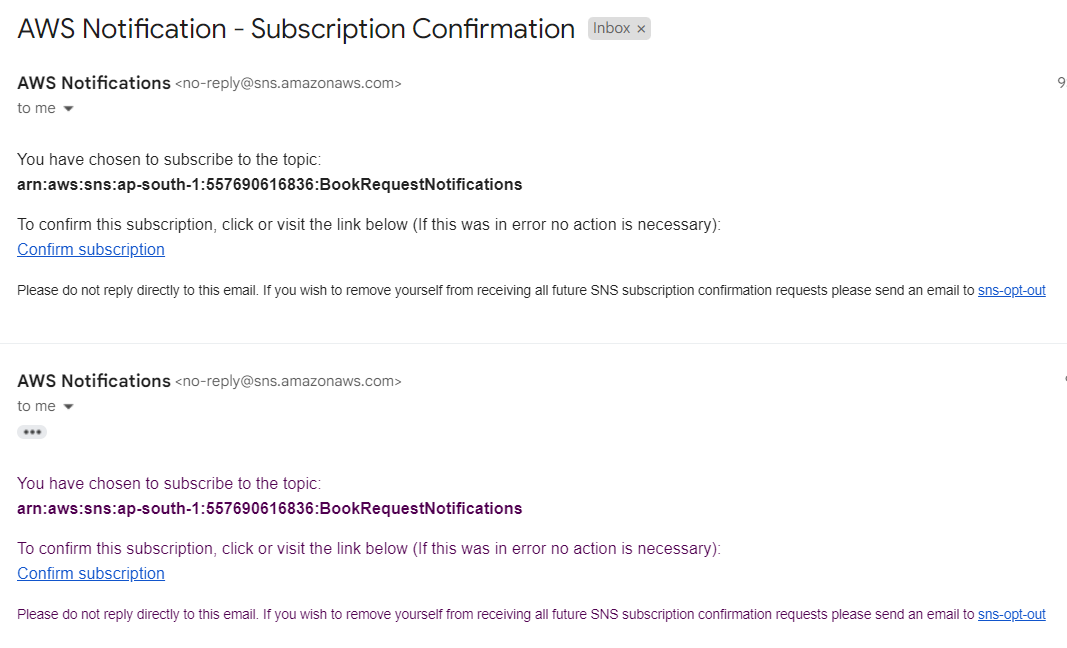 AWS Notification - Subscription Confirmation Inbox ×
AWS Notifications <no-reply@sns.amazonaws.com> 9
to me
You have chosen to subscribe to the topic:
arn:aws:sns:ap-south-1:557690616836:BookRequestNotifications
To confirm this subscription, click or visit the link below (If this was in error no action is necessary):
Confirm subscription
Please do not reply directly to this email. If you wish to remove yourself from receiving all future SNS subscription confirmation requests please send an email to sns-opt-out
AWS Notifications <no-reply@sns.amazonaws.com>
to me
•••
You have chosen to subscribe to the topic:
arn:aws:sns:ap-south-1:557690616836:BookRequestNotifications
To confirm this subscription, click or visit the link below (If this was in error no action is necessary):
Confirm subscription
Please do not reply directly to this email. If you wish to remove yourself from receiving all future SNS subscription confirmation requests please send an email to sns-opt-out